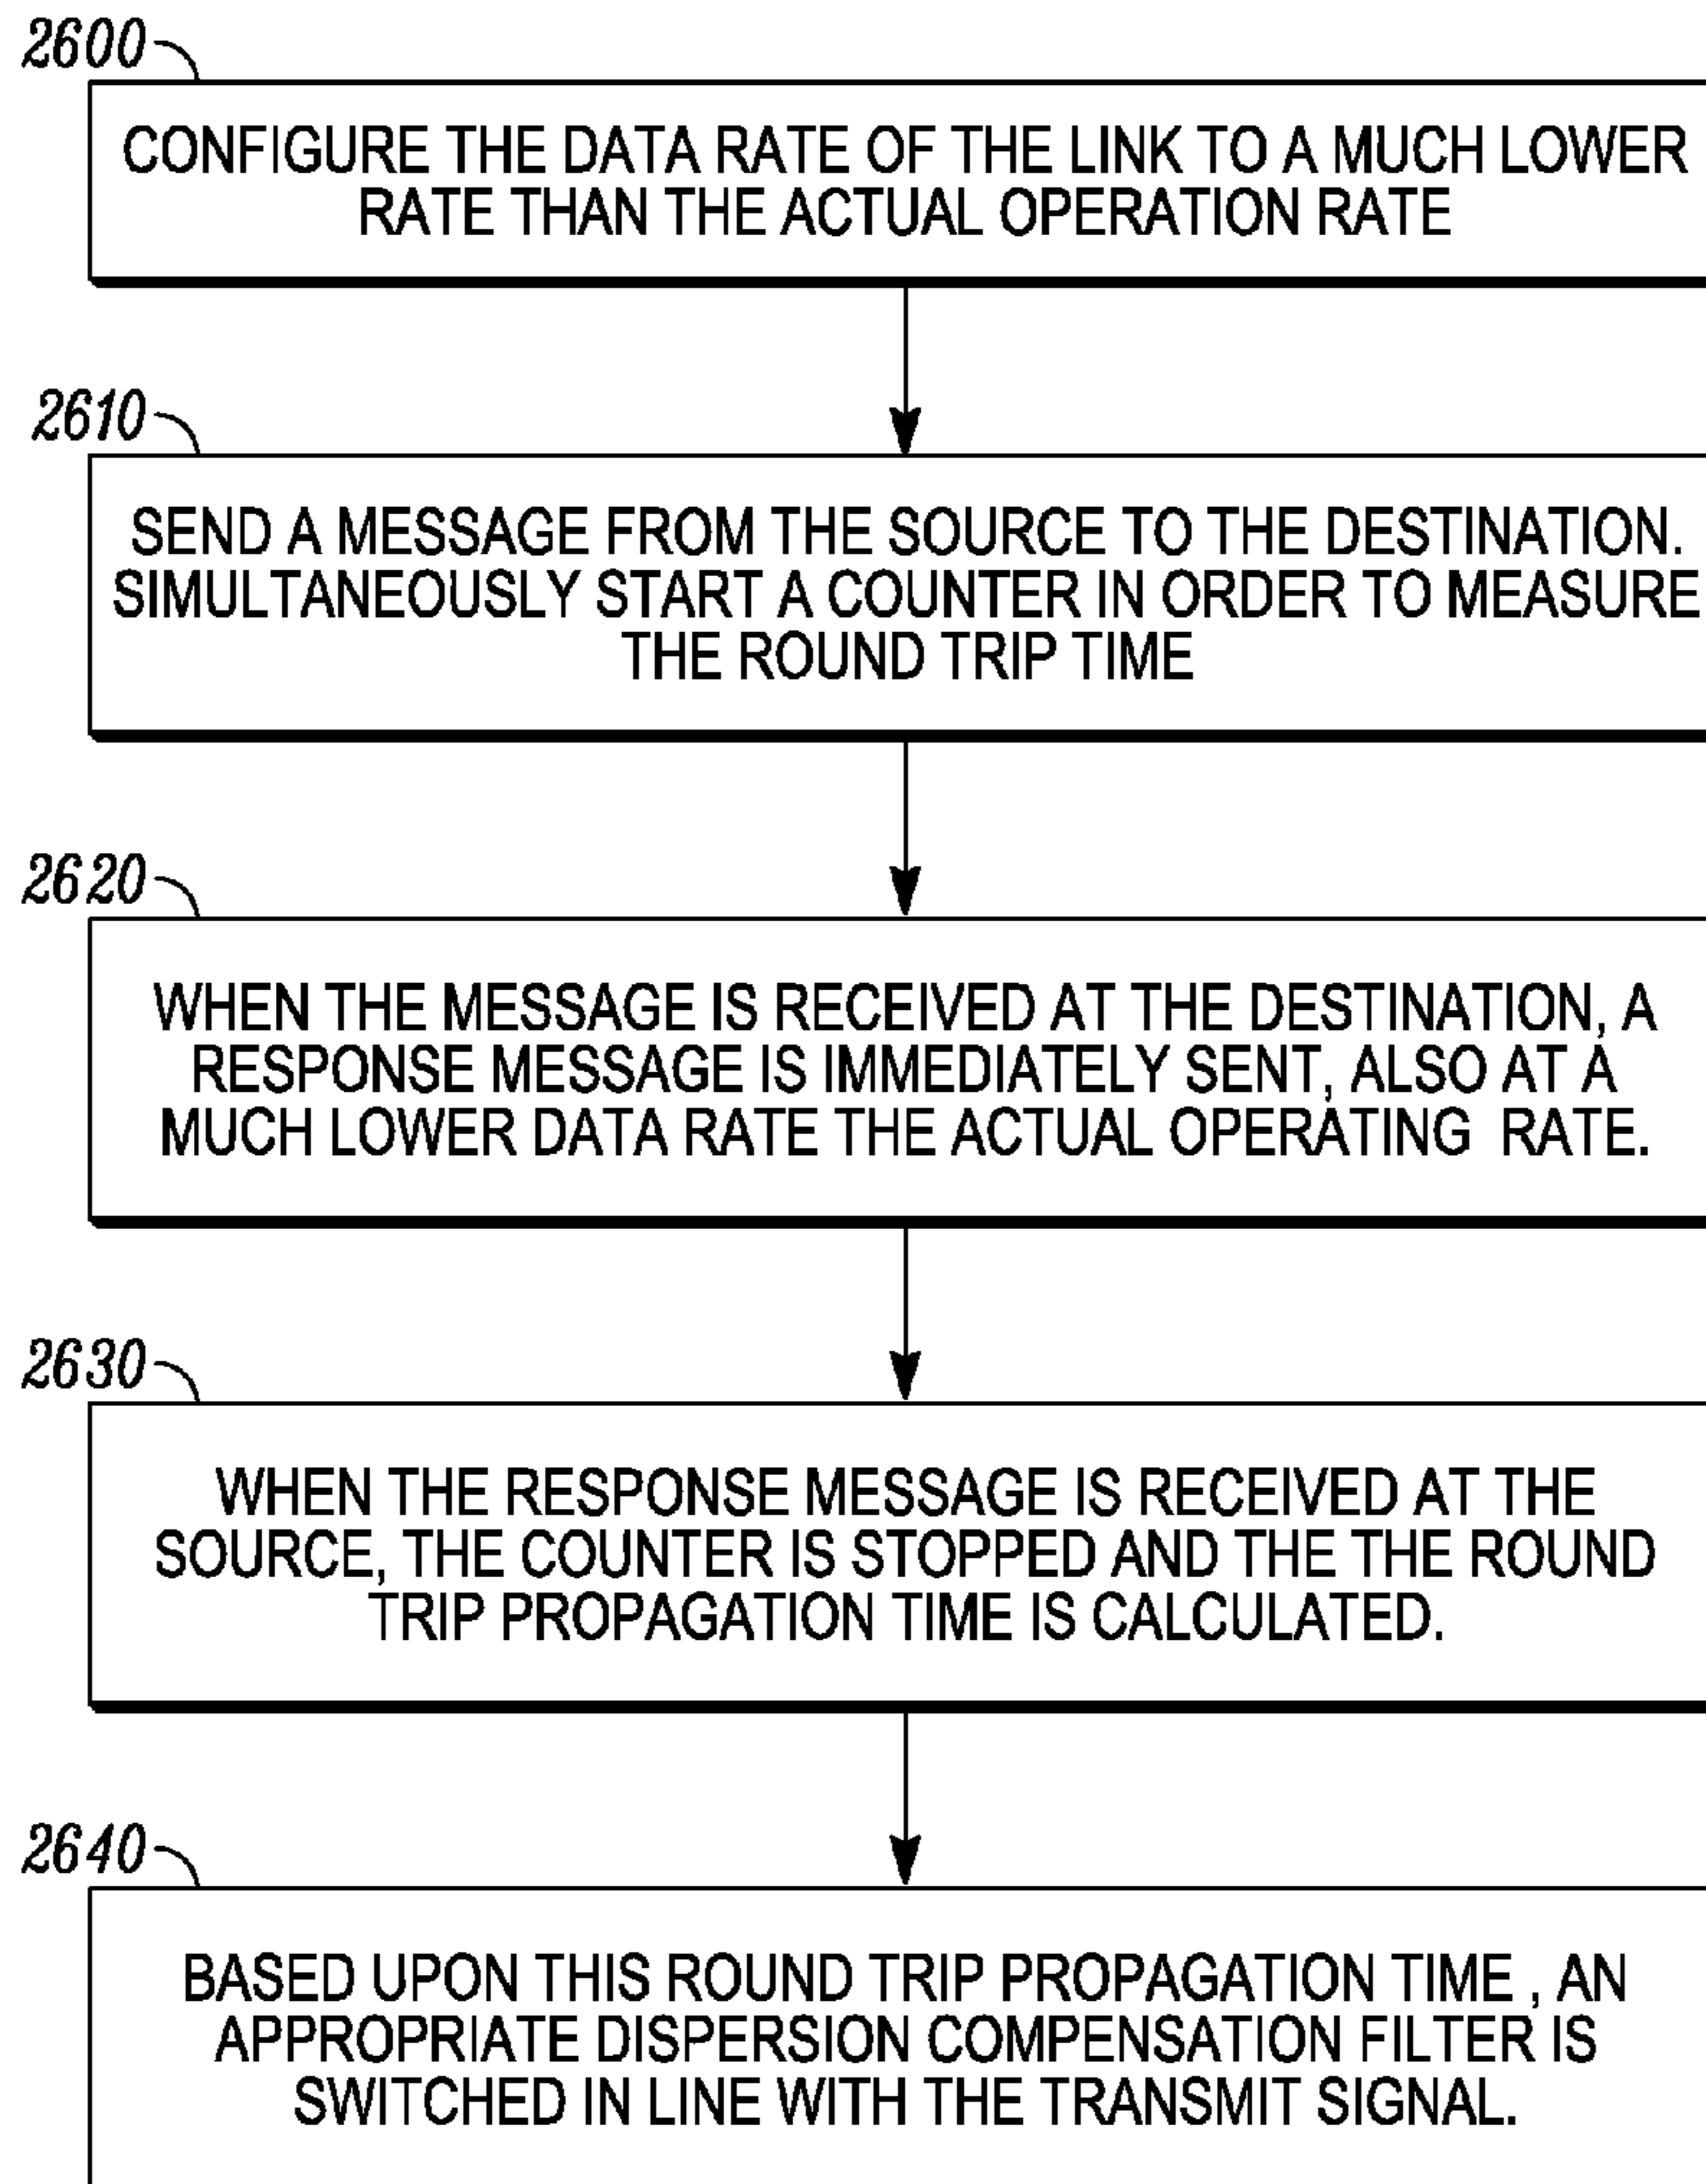 2600
CONFIGURE THE DATA RATE OF THE LINK TO A MUCH LOWER
RATE THAN THE ACTUAL OPERATION RATE
2610
SEND A MESSAGE FROM THE SOURCE TO THE DESTINATION.
SIMULTANEOUSLY START A COUNTER IN ORDER TO MEASURE
THE ROUND TRIP TIME
2620
WHEN THE MESSAGE IS RECEIVED AT THE DESTINATION, A
RESPONSE MESSAGE IS IMMEDIATELY SENT, ALSO AT A
MUCH LOWER DATA RATE THE ACTUAL OPERATING RATE.
2630
WHEN THE RESPONSE MESSAGE IS RECEIVED AT THE
SOURCE, THE COUNTER IS STOPPED AND THE THE ROUND
TRIP PROPAGATION TIME IS CALCULATED.
2640
BASED UPON THIS ROUND TRIP PROPAGATION TIME , AN
APPROPRIATE DISPERSION COMPENSATION FILTER IS
SWITCHED IN LINE WITH THE TRANSMIT SIGNAL.